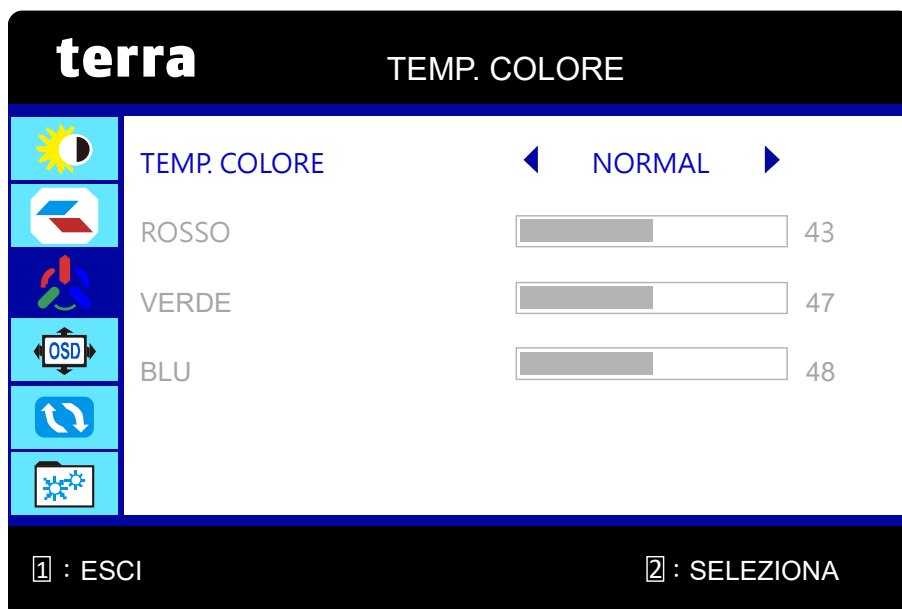 terra
TEMP. COLORE
TEMP. COLORE NORMAL
ROSSO 43
VERDE 47
OSD
BLU 48
1 : ESCI 2 : SELEZIONA